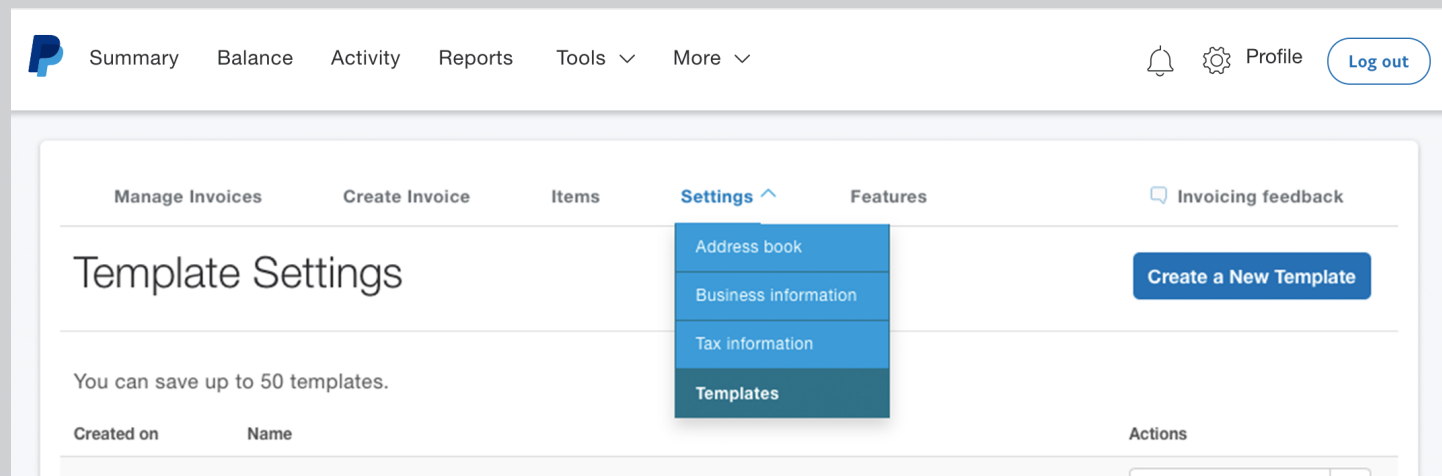 Summary Balance Activity Reports Tools More Profile Log out
Manage Invoices Create Invoice Items Settings Features Invoicing feedback
Address book
Template Settings
Create a New Template
Business information
Tax information
You can save up to 50 templates.
Templates
Created on Name Actions